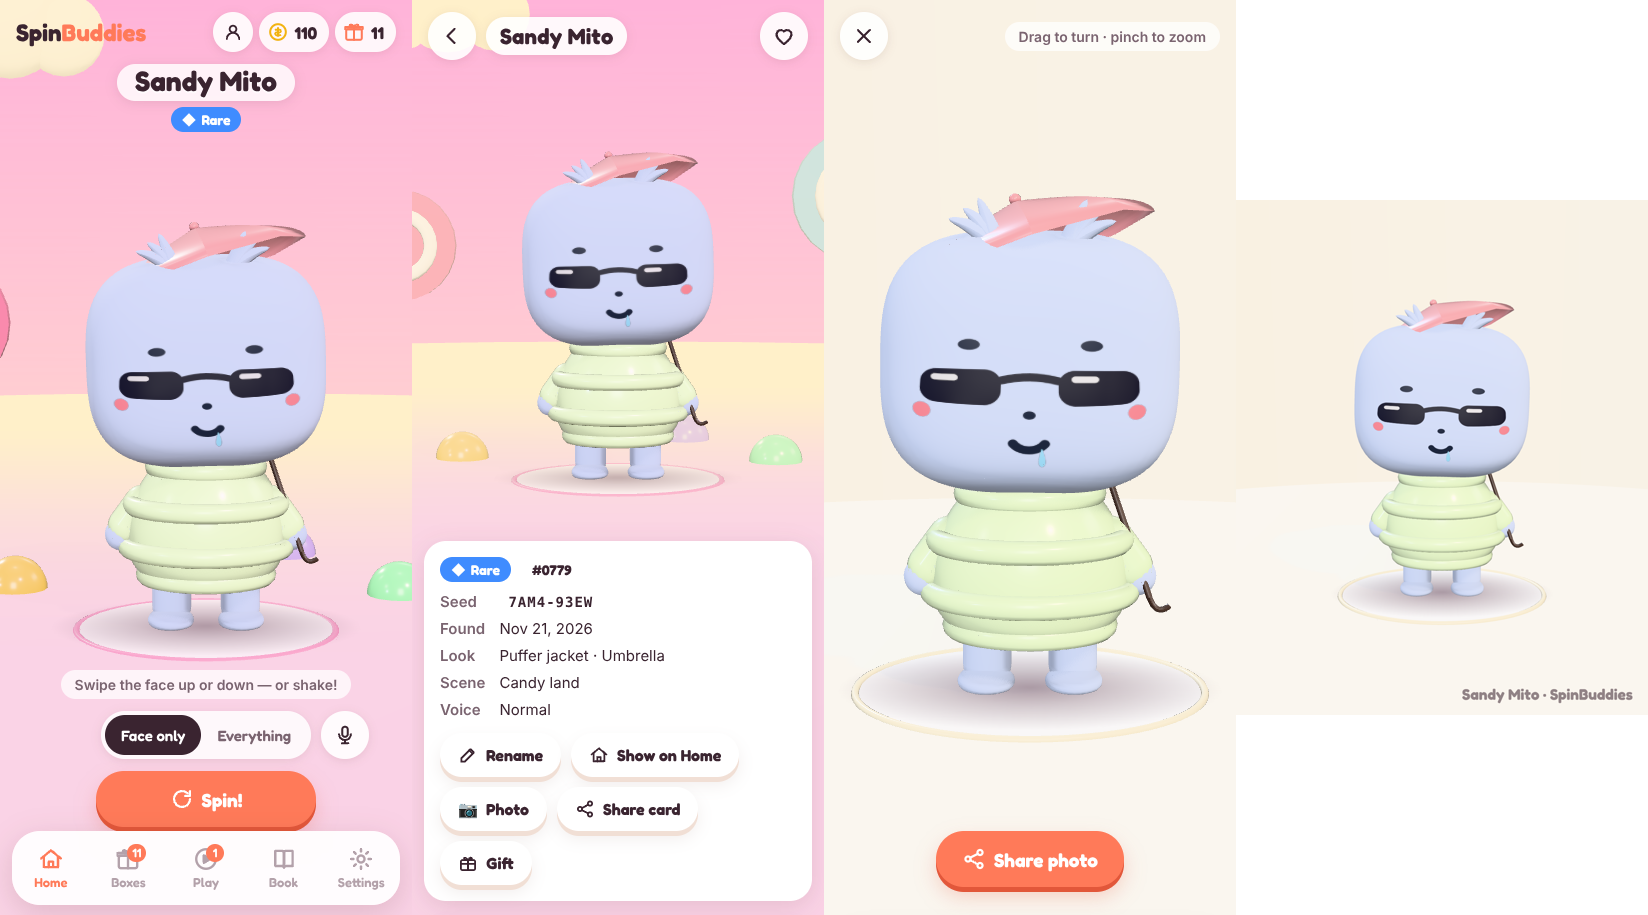 SpinBuddies
110
11
Sandy Mito
Rare
Swipe the face up or down — or shake!
Face only
Everything
Spin!
11
1
Home
Boxes
Play
Book
Settings
Sandy Mito
Rare
#0779
Seed 7AM4-93EW
Found Nov 21, 2026
Look Puffer jacket · Umbrella
Scene Candy land
Voice Normal
Rename
Show on Home
Photo
Share card
Gift
Drag to turn · pinch to zoom
Share photo
Sandy Mito · SpinBuddies